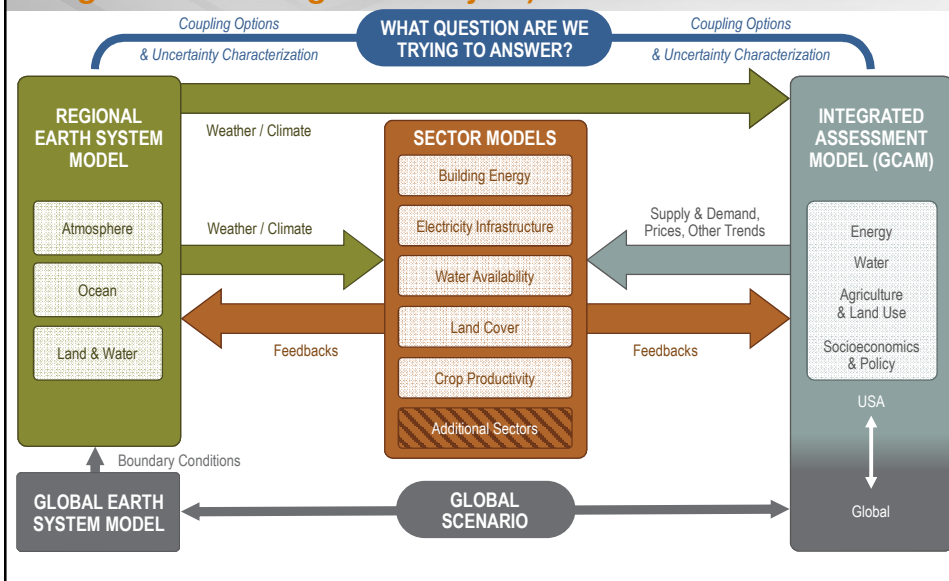 Coupling Options
& Uncertainty Characterization
WHAT QUESTION ARE WE
TRYING TO ANSWER?
Coupling Options
& Uncertainty Characterization
REGIONAL
EARTH SYSTEM
MODEL
Atmosphere
Ocean
Land & Water
Weather / Climate
Weather / Climate
Feedbacks
SECTOR MODELS
Building Energy
Electricity Infrastructure
Water Availability
Land Cover
Crop Productivity
Additional Sectors
Supply & Demand,
Prices, Other Trends
Feedbacks
INTEGRATED
ASSESSMENT
MODEL (GCAM)
Energy
Water
Agriculture
& Land Use
Socioeconomics
& Policy
USA
Global
Boundary Conditions
GLOBAL EARTH
SYSTEM MODEL
GLOBAL
SCENARIO